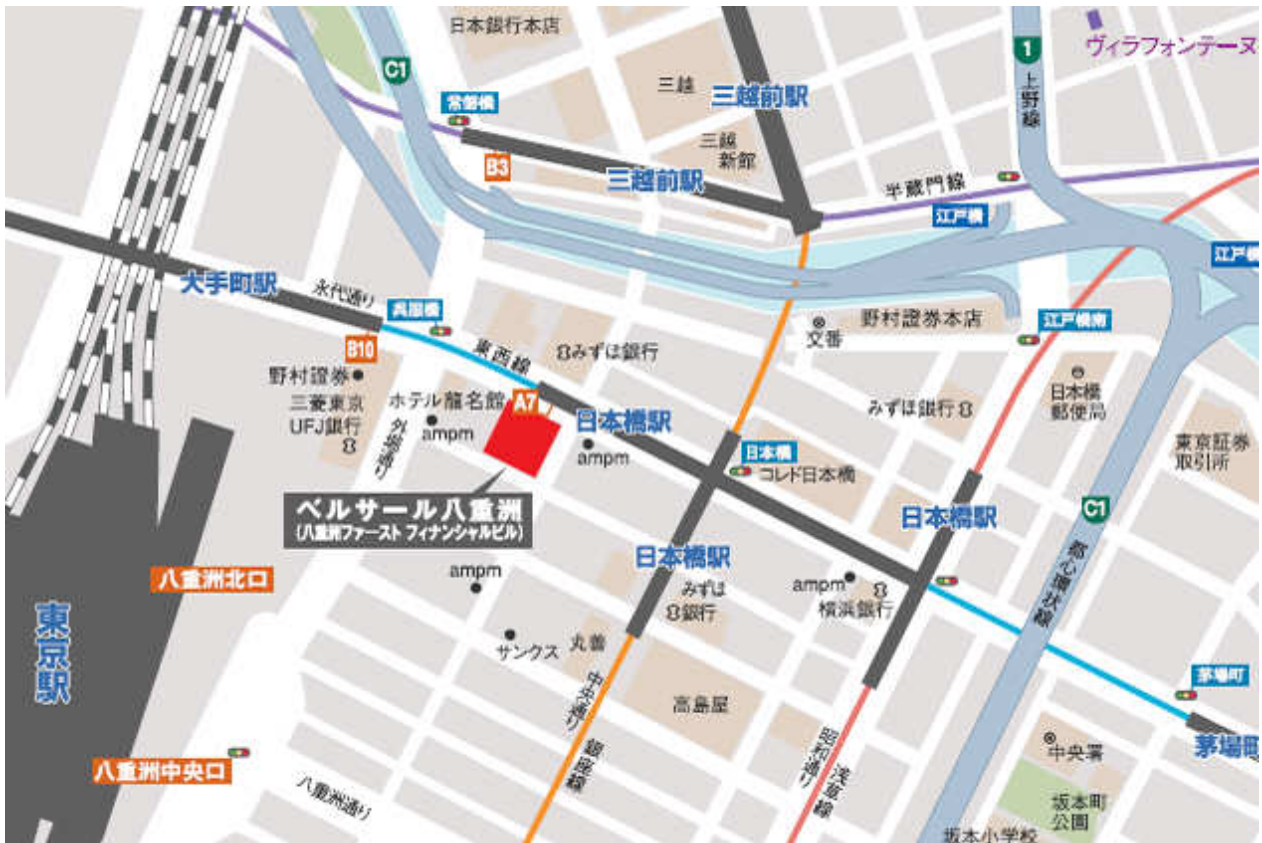 日本銀行本店
1
ヴィラフォンテーヌ
C1
三越
三越前駅
上野線
常盤橋
三越
新館
B3
三越前駅
半蔵門線
江戸橋
江戸橋
大手町駅
永代通り
呉服橋
野村證券本店
江戸橋南
交番
B10
東西線
みずほ銀行
野村證券
ホテル龍名館
A7
日本橋
郵便局
三菱東京
UFJ銀行
外堀通り
ampm
日本橋駅
みずほ銀行
ampm
日本橋
コレド日本橋
東京証券
取引所
ベルサール八重洲
(八重洲ファースト フィナンシャルビル)
日本橋駅
C1
日本橋駅
都心環状線
八重洲北口
ampm
みずほ
銀行
ampm
横浜銀行
東京駅
サンクス
丸善
中央通り
高島屋
茅場町
銀座線
昭和通り
浅草線
中央署
茅場町
八重洲中央口
八重洲通り
坂本町
公園
坂本小学校